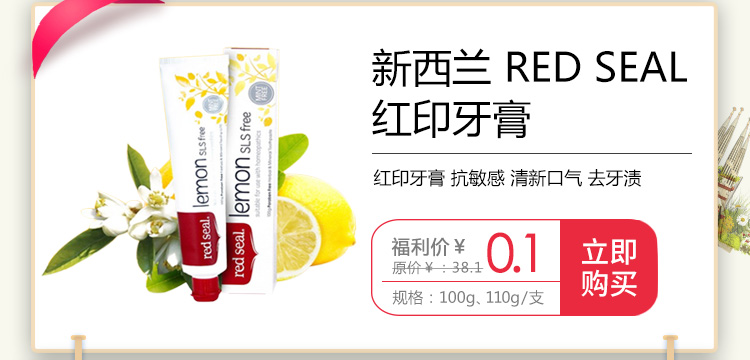 新西兰 RED SEAL
红印牙膏
红印牙膏 抗敏感 清新口气 去牙渍
福利价￥0.1
原价￥：38.1
规格：100g、110g/支
立即
购买
red seal.
lemon SLS free
red seal.
lemon SLS free
suitable for use with homeopathics